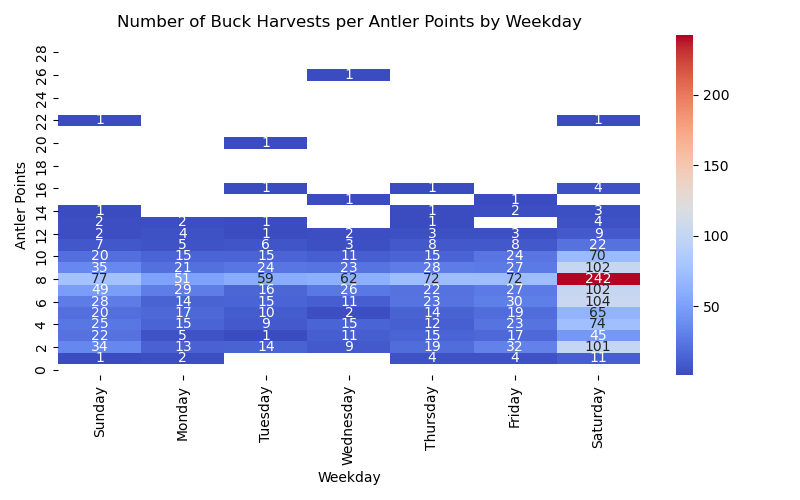 Number of Buck Harvests per Antler Points by Weekday
28
26 1
24
22 1 1
20 1
18
16 1 1 4
1 1
14 1 1 2 3
2 2 1 1 4
12 2 4 1 2 3 3 9
7 5 6 3 8 8 22
10 20 15 15 11 15 24 70
35 21 24 23 28 27 102
8 77 51 59 62 72 72 242
49 29 16 26 22 27 102
6 28 14 15 11 23 30 104
20 17 10 2 14 19 65
4 25 15 9 15 12 23 74
22 5 1 11 15 17 45
2 34 13 14 9 19 32 101
1 2 4 4 11
0
Antler Points
Sunday Monday Tuesday Wednesday Thursday Friday Saturday
Weekday
200
150
100
50